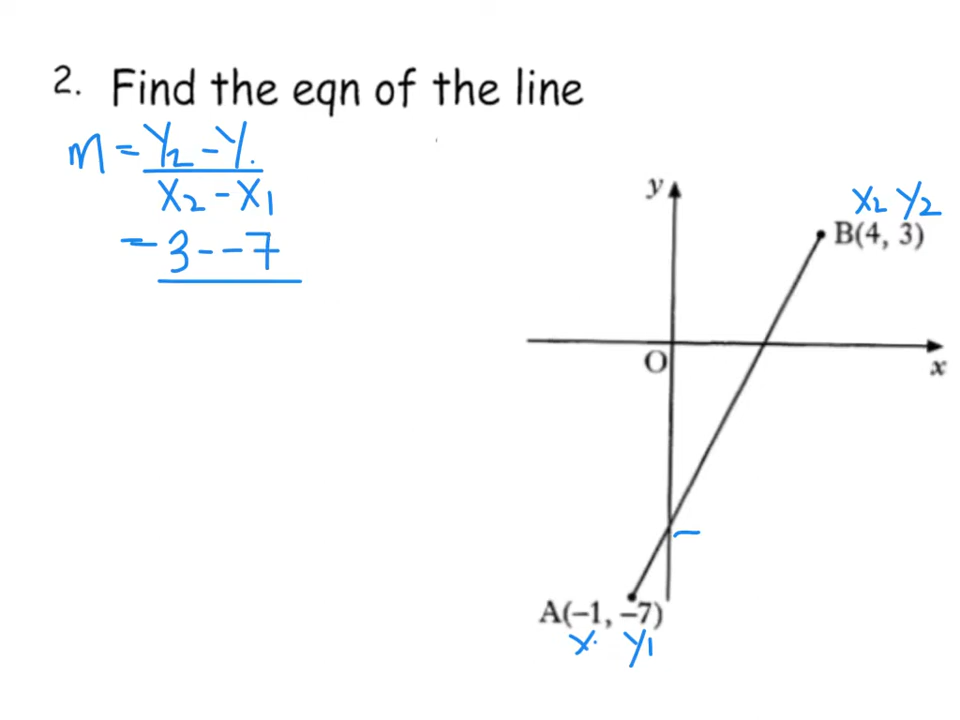 2. Find the eqn of the line
m = y2 - y1
x2 - x1
= 3 - -7
y
x2 y2
B(4, 3)
O
x
-
A(−1, −7)
x1 y1